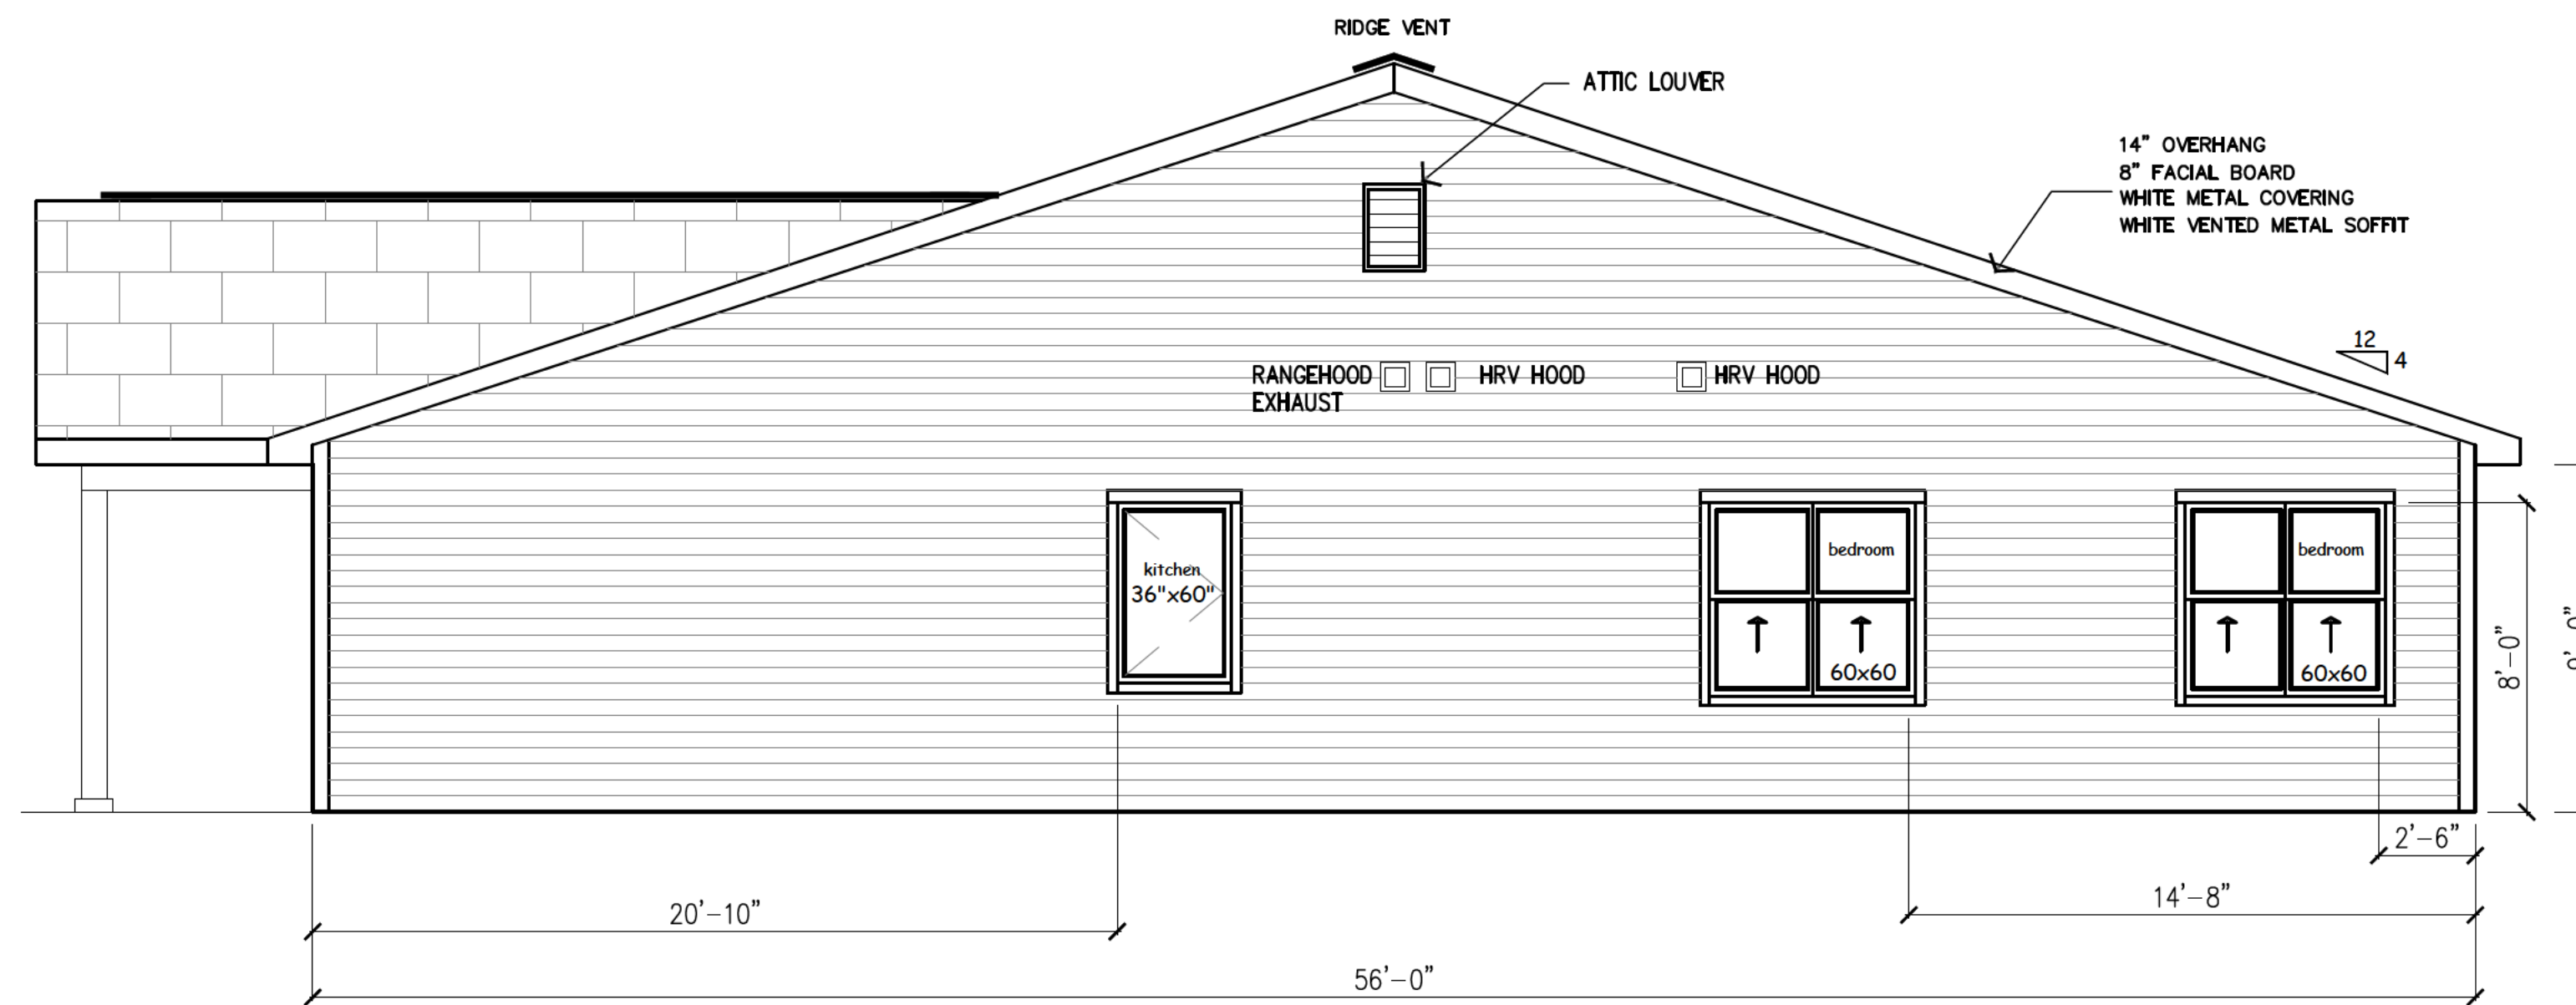 RIDGE VENT
ATTIC LOUVER
14" OVERHANG
8" FACIAL BOARD
WHITE METAL COVERING
WHITE VENTED METAL SOFFIT
12
4
RANGEHOOD
EXHAUST
HRV HOOD
HRV HOOD
kitchen
36"x60"
bedroom
60x60
bedroom
60x60
8'-0"
2'-6"
14'-8"
20'-10"
56'-0"